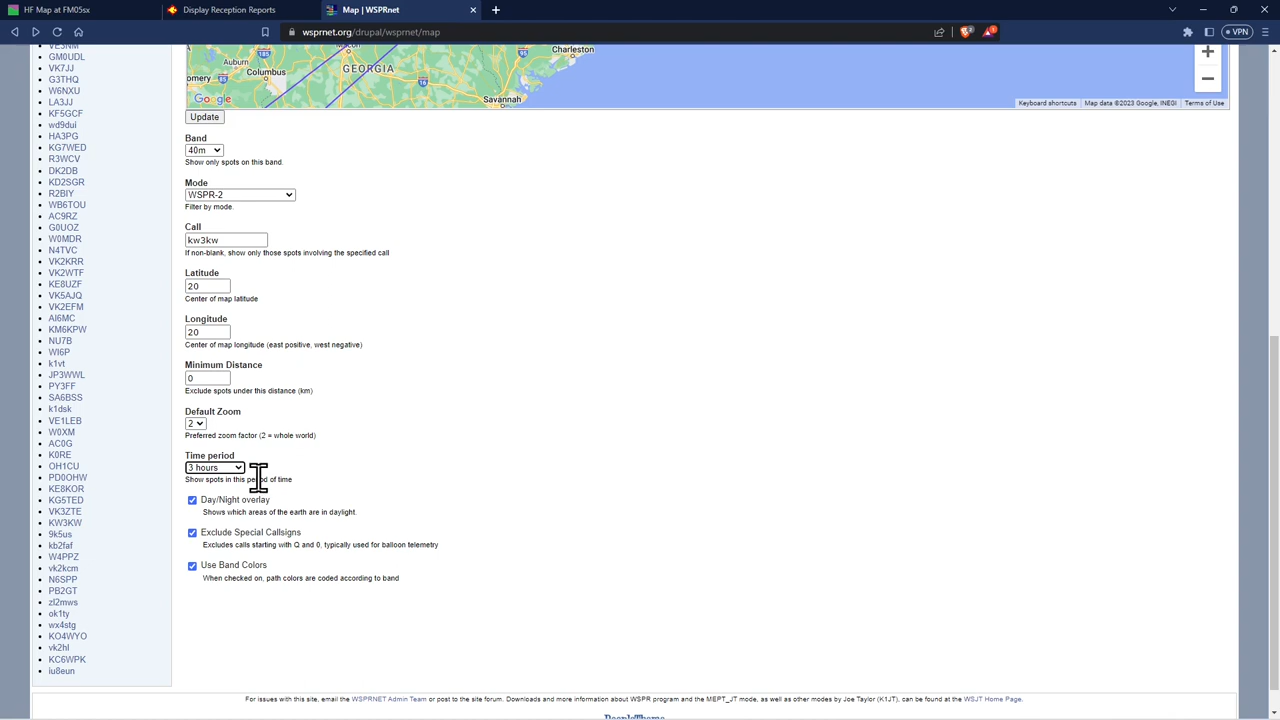 HF Map at FM05sx
Display Reception Reports
Map | WSPRnet
wsprnet.org/drupal/wsprnet/map
VPN
VE3NM
GM0UDL
VK7JJ
G3THQ
W6NXU
LA3JJ
KF5GCF
wd9dui
HA3PG
KG7WED
R3WCV
DK2DB
KD2SGR
R2BIY
WB6TOU
AC9RZ
G0UOZ
W0MDR
N4TVC
VK2KRR
VK2WTF
KE8UZF
VK5AJQ
VK2EFM
AI6MC
KM6KPW
NU7B
WI6P
k1vt
JP3WWL
PY3FF
SA6BSS
k1dsk
VE1LEB
W0XM
AC0G
K0RE
OH1CU
PD0OHW
KE8KOR
KG5TED
VK3ZTE
KW3KW
9k5us
kb2faf
W4PPZ
vk2kcm
N6SPP
PB2GT
zl2mws
ok1ty
wx4stg
KO4WYO
vk2hl
KC6WPK
iu8eun
Auburn
Columbus
omery
GEORGIA
Charleston
Savannah
Google
Keyboard shortcuts
Map data ©2023 Google, INEGI
Terms of Use
Update
Band
40m
Show only spots on this band.
Mode
WSPR-2
Filter by mode.
Call
kw3kw
If non-blank, show only those spots involving the specified call
Latitude
20
Center of map latitude
Longitude
20
Center of map longitude (east positive, west negative)
Minimum Distance
0
Exclude spots under this distance (km)
Default Zoom
2
Preferred zoom factor (2 = whole world)
Time period
3 hours
Show spots in this period of time
Day/Night overlay
Shows which areas of the earth are in daylight.
Exclude Special Callsigns
Excludes calls starting with Q and 0, typically used for balloon telemetry
Use Band Colors
When checked on, path colors are coded according to band
For issues with this site, email the WSPRNET Admin Team or post to the site forum. Downloads and more information about WSPR program and the MEPT_JT mode, as well as other modes by Joe Taylor (K1JT), can be found at the WSJT Home Page.